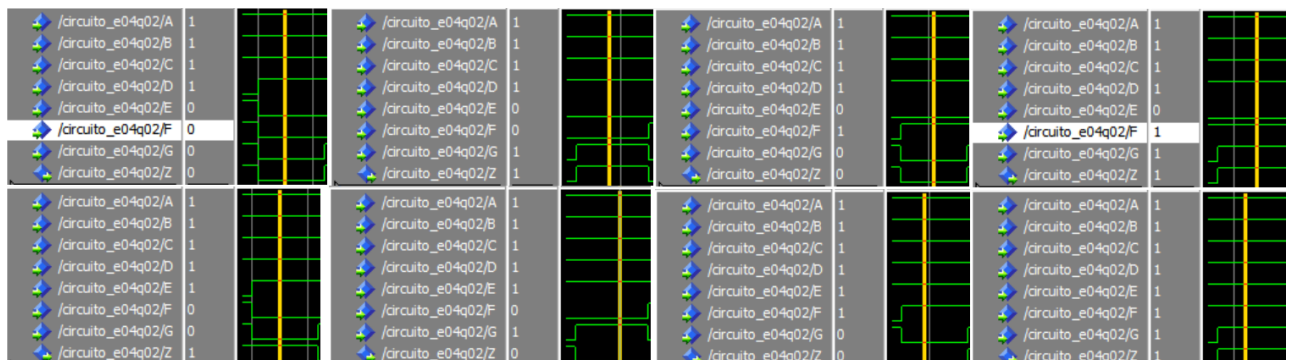 /circuito_e04q02/A 1
/circuito_e04q02/B 1
/circuito_e04q02/C 1
/circuito_e04q02/D 1
/circuito_e04q02/E 0
/circuito_e04q02/F 0
/circuito_e04q02/G 0
/circuito_e04q02/Z 0
/circuito_e04q02/A 1
/circuito_e04q02/B 1
/circuito_e04q02/C 1
/circuito_e04q02/D 1
/circuito_e04q02/E 0
/circuito_e04q02/F 0
/circuito_e04q02/G 1
/circuito_e04q02/Z 1
/circuito_e04q02/A 1
/circuito_e04q02/B 1
/circuito_e04q02/C 1
/circuito_e04q02/D 1
/circuito_e04q02/E 0
/circuito_e04q02/F 1
/circuito_e04q02/G 0
/circuito_e04q02/Z 0
/circuito_e04q02/A 1
/circuito_e04q02/B 1
/circuito_e04q02/C 1
/circuito_e04q02/D 1
/circuito_e04q02/E 0
/circuito_e04q02/F 1
/circuito_e04q02/G 1
/circuito_e04q02/Z 1
/circuito_e04q02/A 1
/circuito_e04q02/B 1
/circuito_e04q02/C 1
/circuito_e04q02/D 1
/circuito_e04q02/E 1
/circuito_e04q02/F 0
/circuito_e04q02/G 0
/circuito_e04q02/Z 1
/circuito_e04q02/A 1
/circuito_e04q02/B 1
/circuito_e04q02/C 1
/circuito_e04q02/D 1
/circuito_e04q02/E 1
/circuito_e04q02/F 0
/circuito_e04q02/G 1
/circuito_e04q02/Z 0
/circuito_e04q02/A 1
/circuito_e04q02/B 1
/circuito_e04q02/C 1
/circuito_e04q02/D 1
/circuito_e04q02/E 1
/circuito_e04q02/F 1
/circuito_e04q02/G 0
/circuito_e04q02/Z 0
/circuito_e04q02/A 1
/circuito_e04q02/B 1
/circuito_e04q02/C 1
/circuito_e04q02/D 1
/circuito_e04q02/E 1
/circuito_e04q02/F 1
/circuito_e04q02/G 1
/circuito_e04q02/Z 1